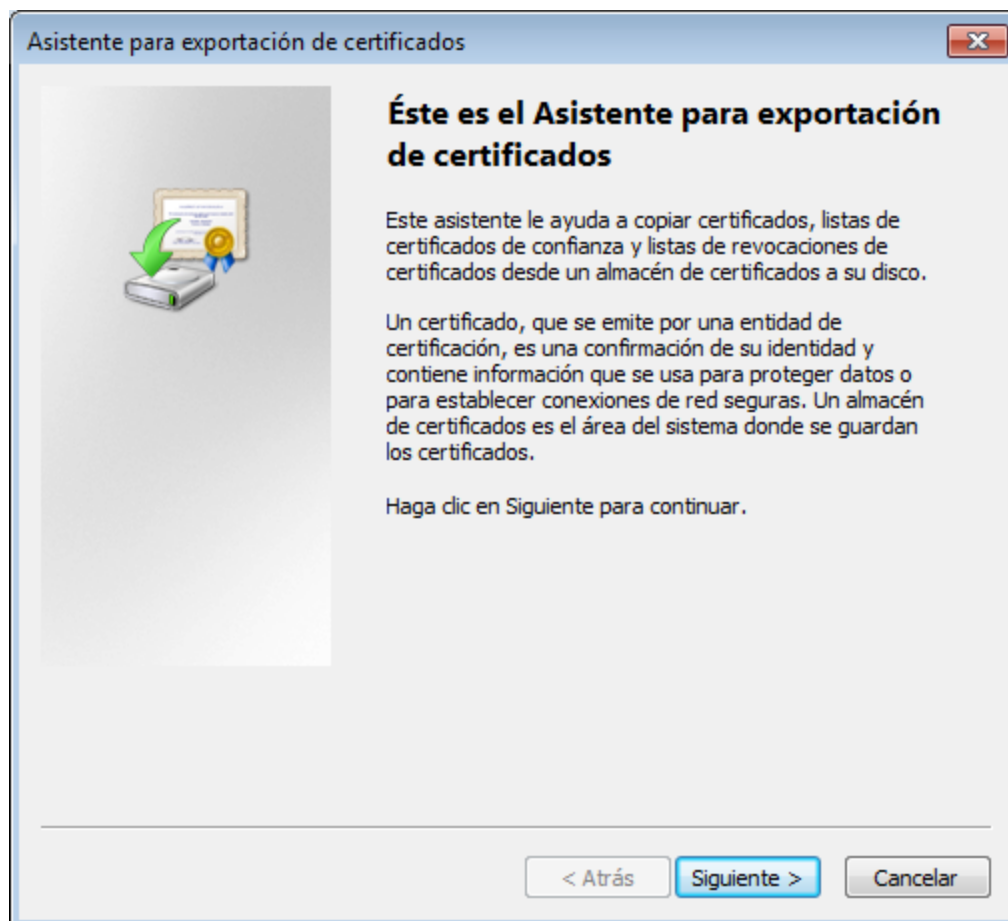 Asistente para exportación de certificados
Éste es el Asistente para exportación
de certificados
Este asistente le ayuda a copiar certificados, listas de
certificados de confianza y listas de revocaciones de
certificados desde un almacén de certificados a su disco.
Un certificado, que se emite por una entidad de
certificación, es una confirmación de su identidad y
contiene información que se usa para proteger datos o
para establecer conexiones de red seguras. Un almacén
de certificados es el área del sistema donde se guardan
los certificados.
Haga clic en Siguiente para continuar.
< Atrás
Siguiente >
Cancelar